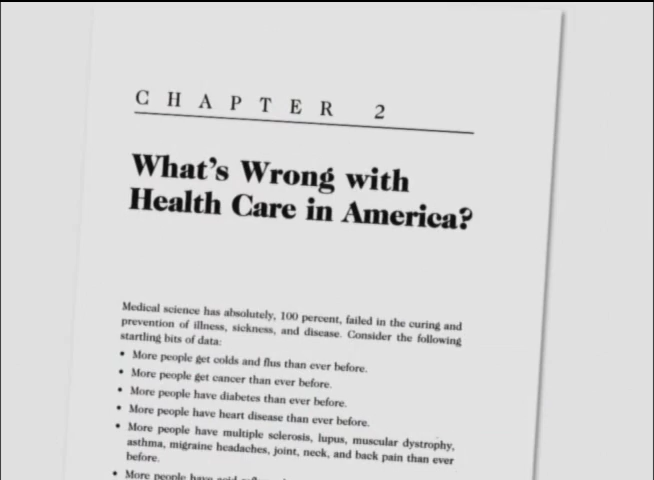 CHAPTER 2
What's Wrong with
Health Care in America?
Medical science has absolutely, 100 percent, failed in the curing and
prevention of illness, sickness, and disease. Consider the following
startling bits of data:
• More people get colds and flus than ever before.
• More people get cancer than ever before.
• More people have diabetes than ever before.
• More people have heart disease than ever before.
• More people have multiple sclerosis, lupus, muscular dystrophy,
asthma, migraine headaches, joint, neck, and back pain than ever
before.
• More people have acid